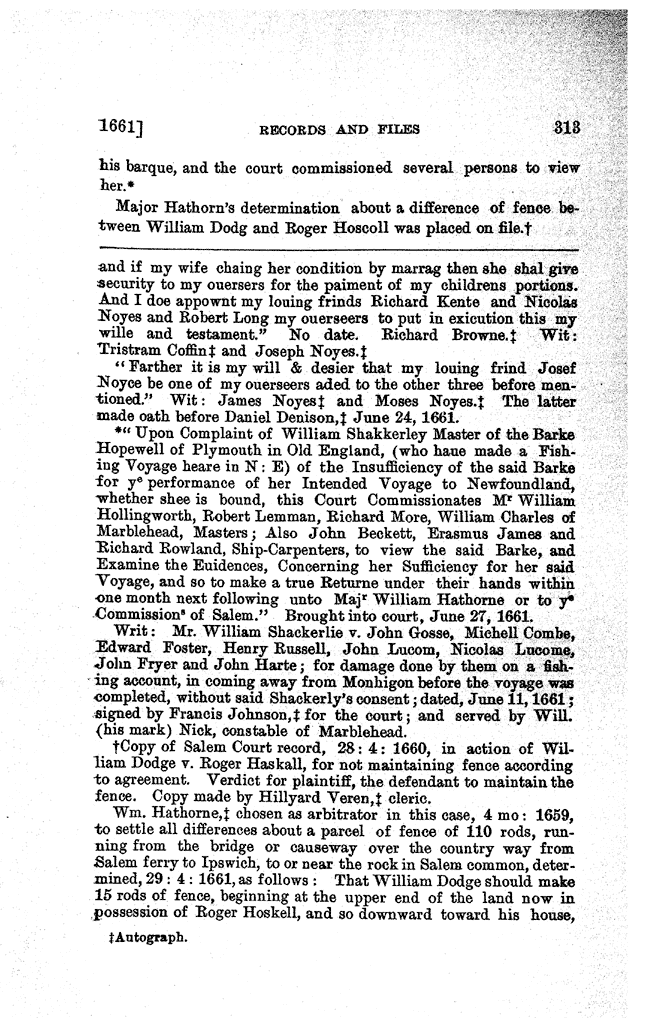 1661] RECORDS AND FILES 313
his barque, and the court commissioned several persons to view
her.*
Major Hathorn's determination about a difference of fence be-
tween William Dodg and Roger Hoscoll was placed on file.†
and if my wife chaing her condition by marrag then she shal give
security to my ouersers for the paiment of my childrens portions.
And I doe appownt my louing frinds Richard Kente and Nicolas
Noyes and Robert Long my ouerseers to put in exicution this my
wille and testament." No date. Richard Browne.‡ Wit:
Tristram Coffin‡ and Joseph Noyes.‡
"Farther it is my will & desier that my louing frind Josef
Noyce be one of my ouerseers aded to the other three before men-
tioned." Wit: James Noyes‡ and Moses Noyes.‡ The latter
made oath before Daniel Denison,‡ June 24, 1661.
*"Upon Complaint of William Shakkerley Master of the Barke
Hopewell of Plymouth in Old England, (who haue made a Fish-
ing Voyage heare in N: E) of the Insufficiency of the said Barke
for yᵉ performance of her Intended Voyage to Newfoundland,
whether shee is bound, this Court Commissionates Mʳ William
Hollingworth, Robert Lemman, Richard More, William Charles of
Marblehead, Masters; Also John Beckett, Erasmus James and
Richard Rowland, Ship-Carpenters, to view the said Barke, and
Examine the Euidences, Concerning her Sufficiency for her said
Voyage, and so to make a true Returne under their hands within
one month next following unto Majʳ William Hathorne or to yᵉ
Commissionˢ of Salem." Brought into court, June 27, 1661.
Writ: Mr. William Shackerlie v. John Gosse, Michell Combe,
Edward Foster, Henry Russell, John Lucom, Nicolas Lucome,
John Fryer and John Harte; for damage done by them on a fish-
ing account, in coming away from Monhigon before the voyage was
completed, without said Shackerly's consent; dated, June 11, 1661;
signed by Francis Johnson,‡ for the court; and served by Will.
(his mark) Nick, constable of Marblehead.
†Copy of Salem Court record, 28: 4: 1660, in action of Wil-
liam Dodge v. Roger Haskall, for not maintaining fence according
to agreement. Verdict for plaintiff, the defendant to maintain the
fence. Copy made by Hillyard Veren,‡ cleric.
Wm. Hathorne,‡ chosen as arbitrator in this case, 4 mo: 1659,
to settle all differences about a parcel of fence of 110 rods, run-
ning from the bridge or causeway over the country way from
Salem ferry to Ipswich, to or near the rock in Salem common, deter-
mined, 29: 4: 1661, as follows: That William Dodge should make
15 rods of fence, beginning at the upper end of the land now in
possession of Roger Hoskell, and so downward toward his house,
‡Autograph.